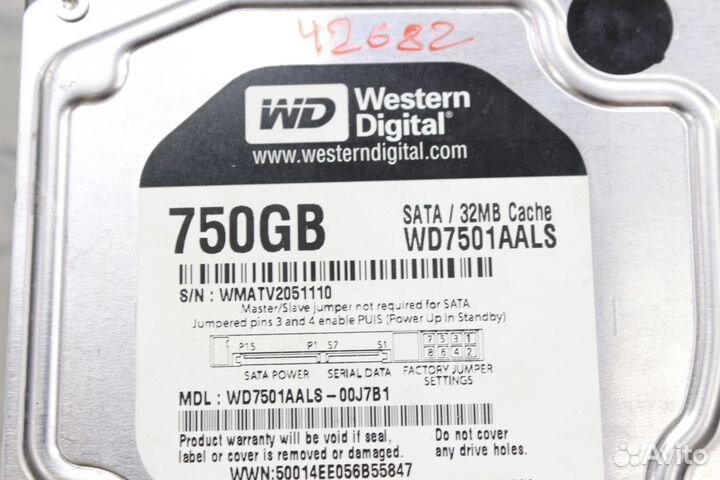 42682
WD Western
Digital®
www.westerndigital.com
750GB
SATA / 32MB Cache
WD7501AALS
S/N : WMATV2051110
Master/Slave jumper not required for SATA
Jumpered pins 3 and 4 enable PUIS (Power Up In Standby)
P15 P1 S7 S1 7 5 3 1
8 6 4 2
SATA POWER SERIAL DATA FACTORY JUMPER
SETTINGS
MDL : WD7501AALS-00J7B1
Product warranty will be void if seal,
label or cover is removed or damaged.
Do not cover
any drive holes.
WWN:50014EE056B55847
Avito